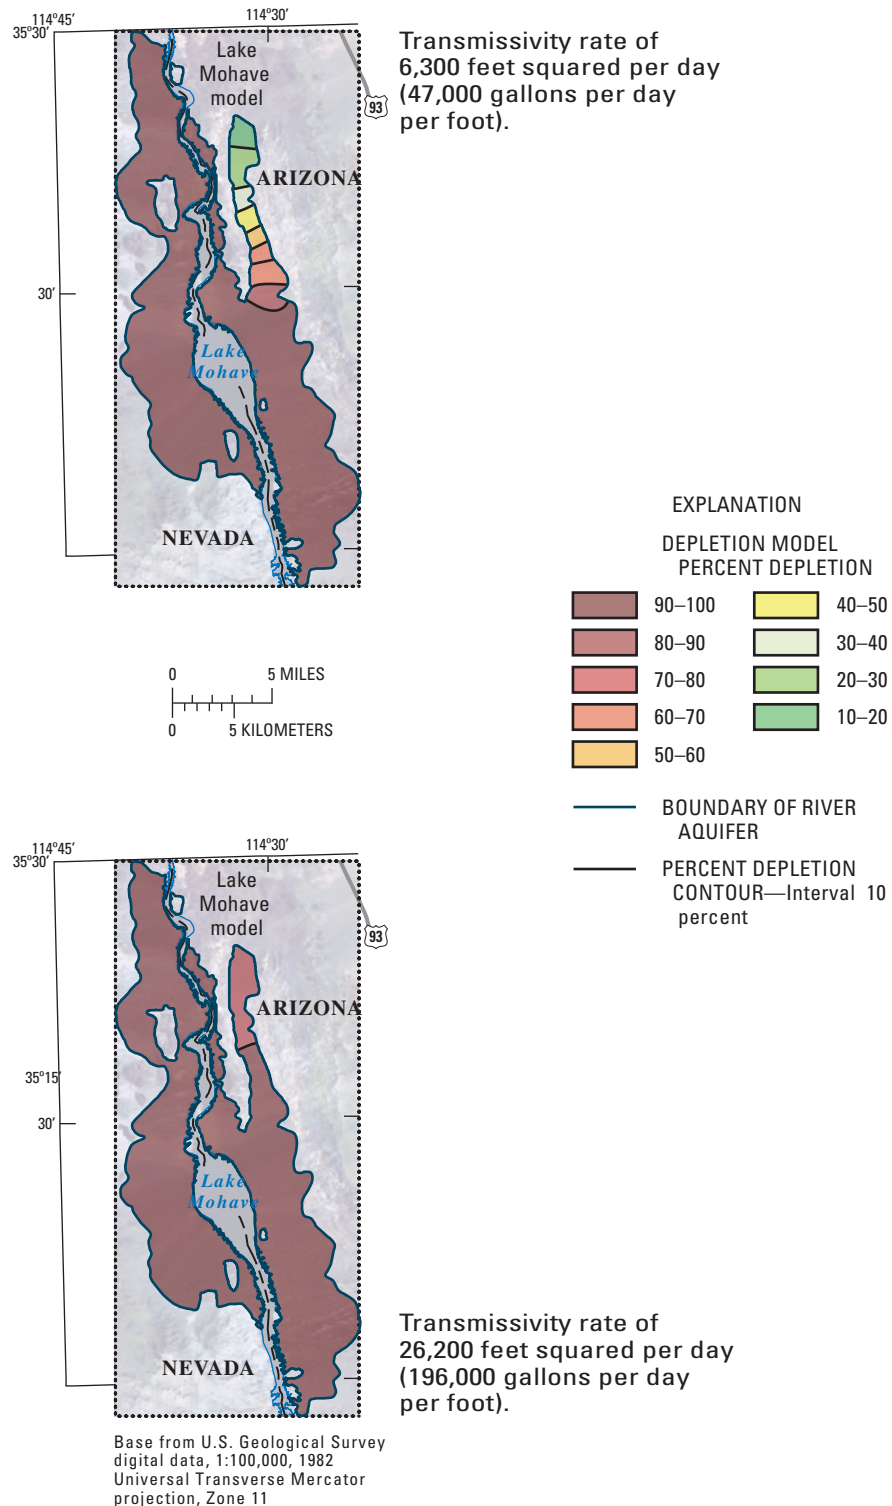 114°45′
114°30′
35°30′
Lake
Mohave
model
Transmissivity rate of
6,300 feet squared per day
(47,000 gallons per day
per foot).
93
ARIZONA
30′
Lake
Mohave
NEVADA
0 5 MILES
0 5 KILOMETERS
EXPLANATION
DEPLETION MODEL
PERCENT DEPLETION
90–100
80–90
70–80
60–70
50–60
40–50
30–40
20–30
10–20
BOUNDARY OF RIVER
AQUIFER
PERCENT DEPLETION
CONTOUR—Interval 10
percent
114°45′
114°30′
35°30′
Lake
Mohave
model
93
ARIZONA
35°15′
30′
Lake
Mohave
NEVADA
Transmissivity rate of
26,200 feet squared per day
(196,000 gallons per day
per foot).
Base from U.S. Geological Survey
digital data, 1:100,000, 1982
Universal Transverse Mercator
projection, Zone 11